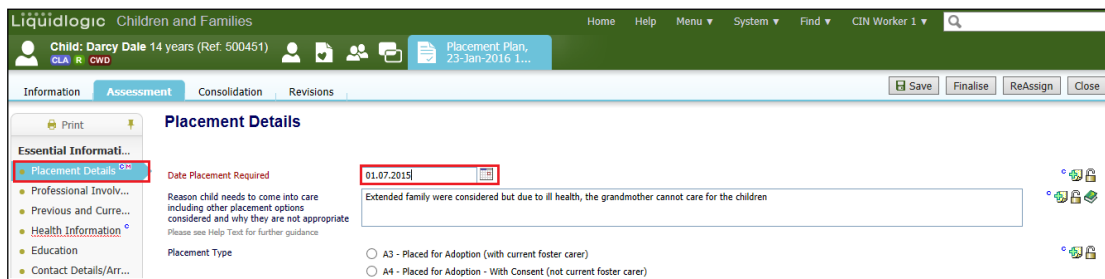 Liquidlogic Children and Families
Home Help Menu ▼ System ▼ Find ▼ CIN Worker 1 ▼
Child: Darcy Dale 14 years (Ref: 500451)
CLA R CWD
Placement Plan,
23-Jan-2016 1...
Information Assessment Consolidation Revisions
Save Finalise ReAssign Close
Print
Essential Informati...
Placement Details CM
Professional Involv...
Previous and Curre...
Health Information C
Education
Contact Details/Arr...
Placement Details
Date Placement Required
01.07.2015
Reason child needs to come into care
including other placement options
considered and why they are not appropriate
Please see Help Text for further guidance
Extended family were considered but due to ill health, the grandmother cannot care for the children
Placement Type
A3 - Placed for Adoption (with current foster carer)
A4 - Placed for Adoption - With Consent (not current foster carer)